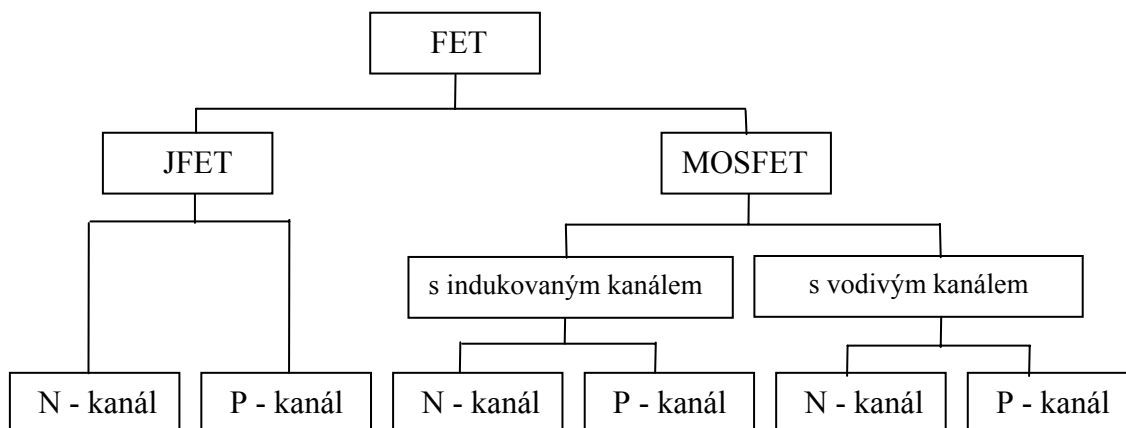 FET
JFET
MOSFET
s indukovaným kanálem
s vodivým kanálem
N - kanál
P - kanál
N - kanál
P - kanál
N - kanál
P - kanál